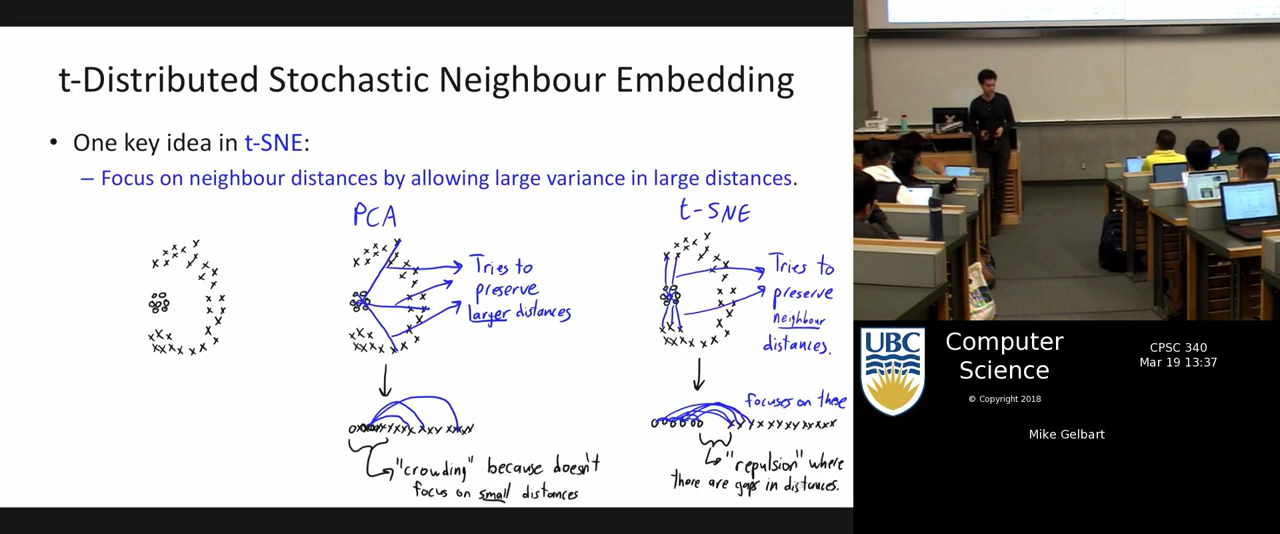 t-Distributed Stochastic Neighbour Embedding
• One key idea in t-SNE:
– Focus on neighbour distances by allowing large variance in large distances.
PCA
Tries to
preserve
larger distances
"crowding" because doesn't
focus on small distances
t-SNE
Tries to
preserve
neighbour
distances.
focuses on these
"repulsion" where
there are gaps in distances.
UBC
Computer
Science
© Copyright 2018
CPSC 340
Mar 19 13:37
Mike Gelbart